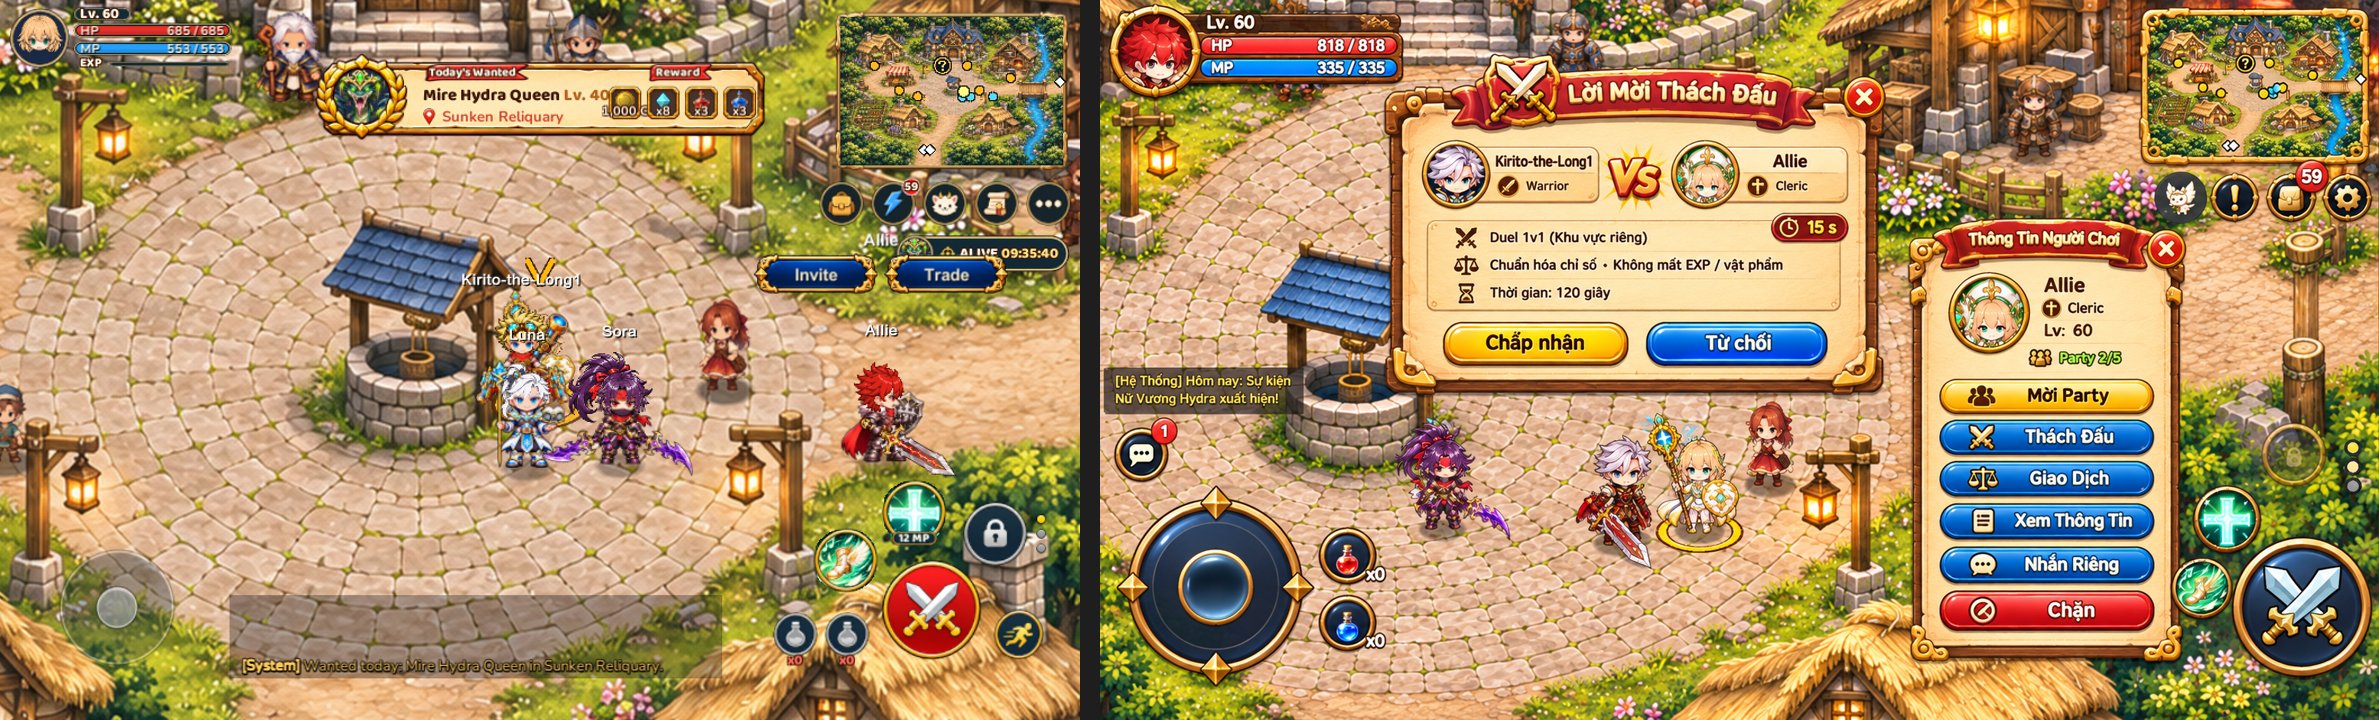 Lv. 60
HP 685 / 685
MP 553 / 553
EXP
Today's Wanted
Reward
Mire Hydra Queen Lv. 40
Sunken Reliquary
1,000 G
x8
x3
x3
59
Allie
ALIVE 09:35:40
Invite
Trade
Kirito-the-Long1
Luna
Sora
Allie
12 MP
x0
x0
[System] Wanted today: Mire Hydra Queen in Sunken Reliquary.
Lv. 60
HP 818 / 818
MP 335 / 335
Lời Mời Thách Đấu
Kirito-the-Long1
Warrior
VS
Allie
Cleric
15 s
Duel 1v1 (Khu vực riêng)
Chuẩn hóa chỉ số • Không mất EXP / vật phẩm
Thời gian: 120 giây
Chấp nhận
Từ chối
[Hệ Thống] Hôm nay: Sự kiện
Nữ Vương Hydra xuất hiện!
1
x0
x0
59
Thông Tin Người Chơi
Allie
Cleric
Lv: 60
Party 2/5
Mời Party
Thách Đấu
Giao Dịch
Xem Thông Tin
Nhắn Riêng
Chặn